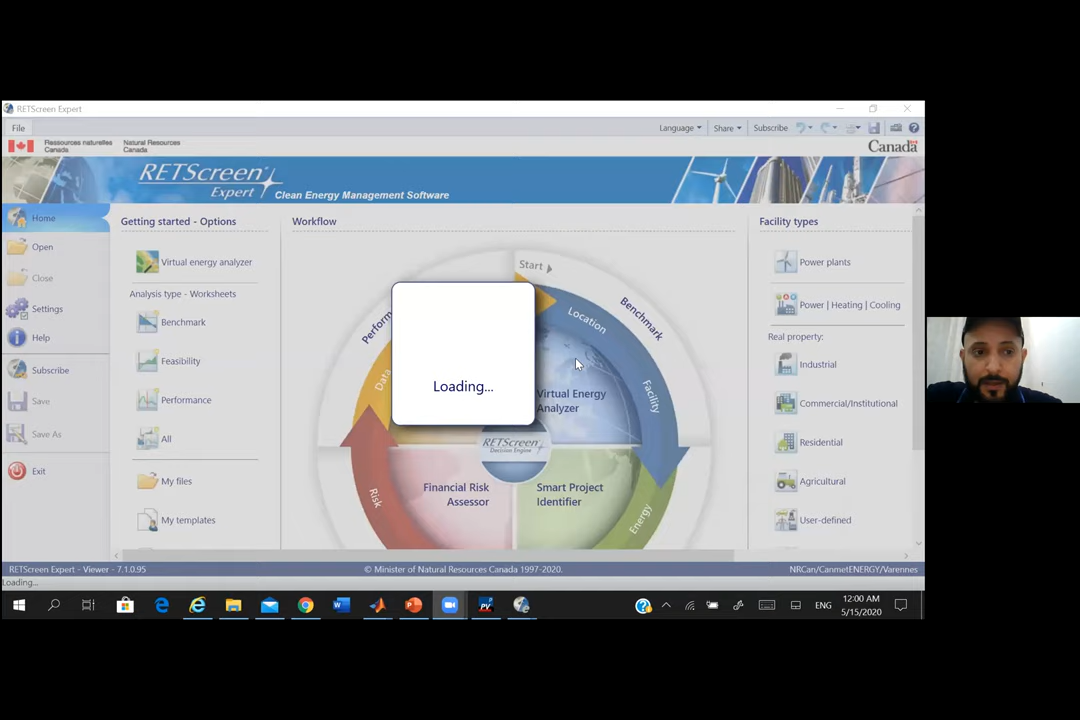 RETScreen Expert
File
Language
Share
Subscribe
Ressources naturelles
Canada
Natural Resources
Canada
Canada
RETScreen®
Expert
Clean Energy Management Software
Home
Open
Close
Settings
Help
Subscribe
Save
Save As
Exit
Getting started - Options
Virtual energy analyzer
Analysis type - Worksheets
Benchmark
Feasibility
Performance
All
My files
My templates
Workflow
Start
Location
Benchmark
Facility
Energy
Perform
Data
Risk
Virtual Energy
Analyzer
RETScreen
Decision Engine
Financial Risk
Assessor
Smart Project
Identifier
Loading...
Facility types
Power plants
Power | Heating | Cooling
Real property:
Industrial
Commercial/Institutional
Residential
Agricultural
User-defined
RETScreen Expert - Viewer - 7.1.0.95
© Minister of Natural Resources Canada 1997-2020.
NRCan/CanmetENERGY/Varennes
Loading...
PV
ENG
12:00 AM
5/15/2020